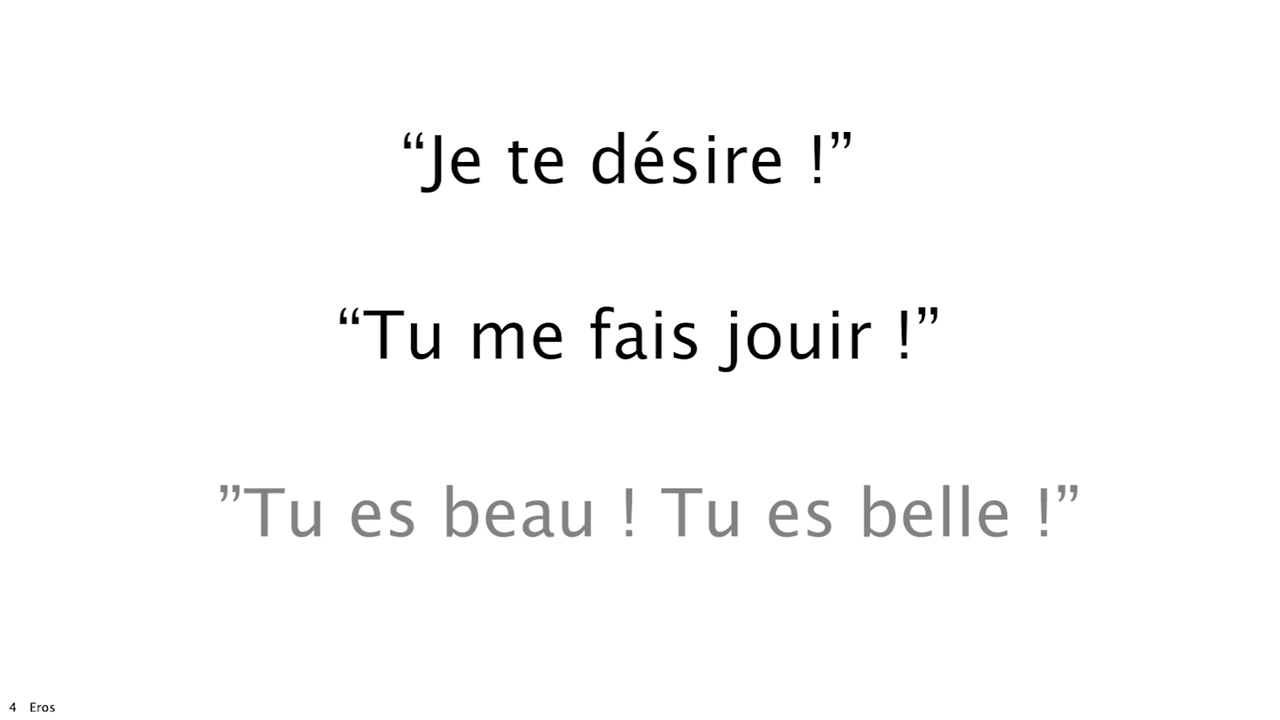 “Je te désire !”
“Tu me fais jouir !”
”Tu es beau ! Tu es belle !”
4 Eros